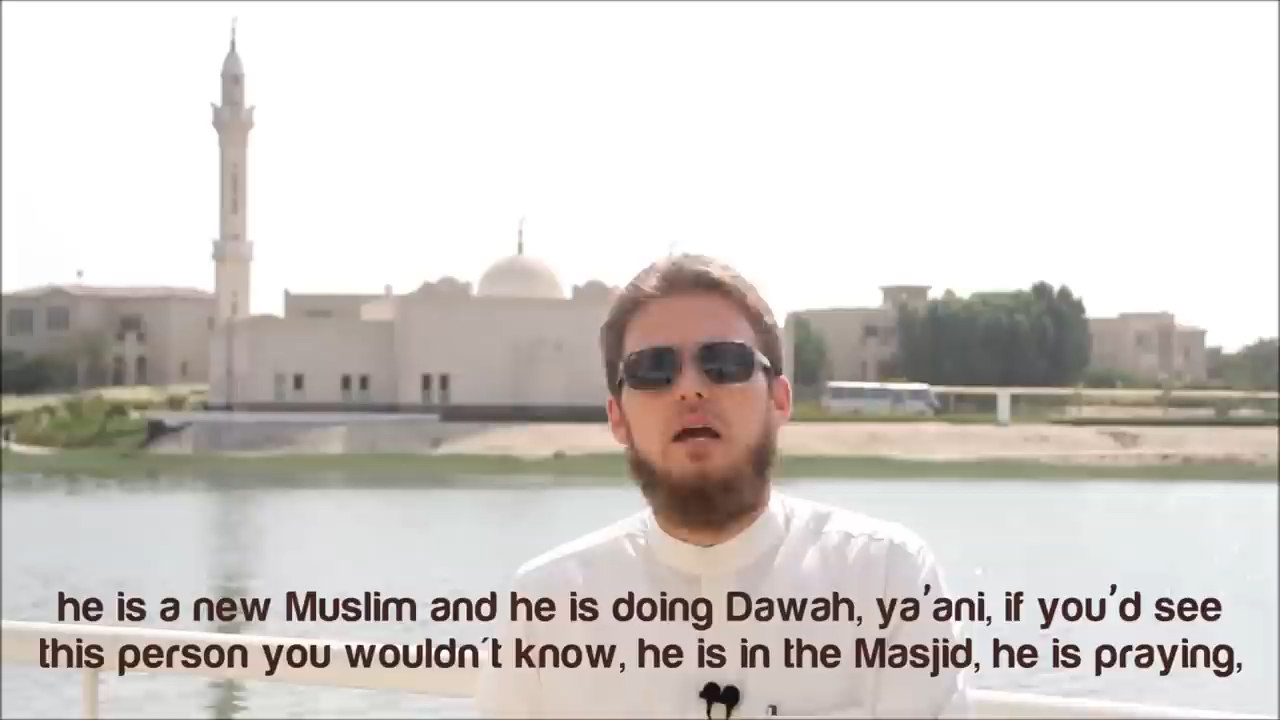 he is a new Muslim and he is doing Dawah, ya'ani, if you'd see
this person you wouldn´t know, he is in the Masjid, he is praying,